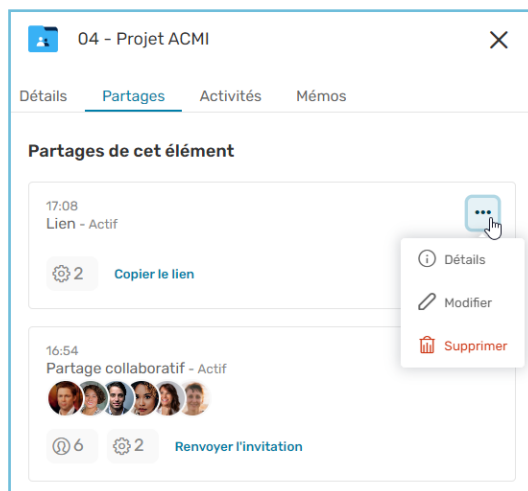 04 - Projet ACMI
Détails Partages Activités Mémos
Partages de cet élément
17:08
Lien - Actif
2 Copier le lien
Détails
Modifier
Supprimer
16:54
Partage collaboratif - Actif
6 2 Renvoyer l'invitation